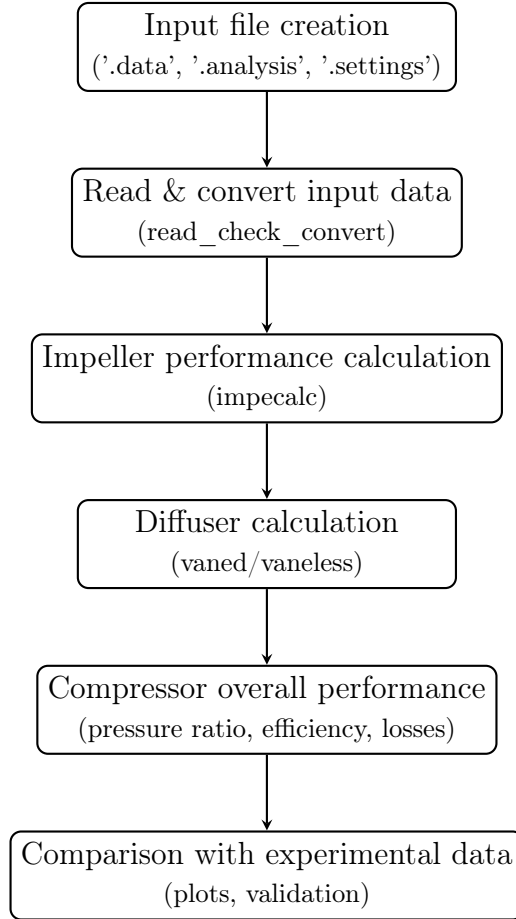 Input file creation
(’.data’, ’.analysis’, ’.settings’)
Read & convert input data
(read_check_convert)
Impeller performance calculation
(impecalc)
Diffuser calculation
(vaned/vaneless)
Compressor overall performance
(pressure ratio, efficiency, losses)
Comparison with experimental data
(plots, validation)